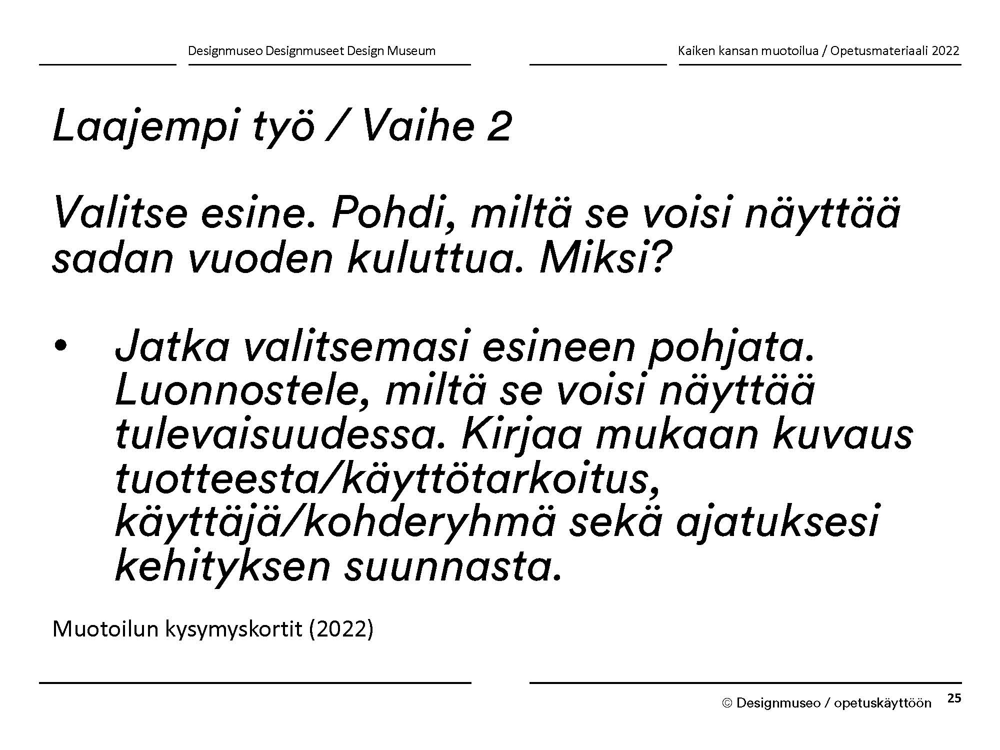 Designmuseo Designmuseet Design Museum
Kaiken kansan muotoilua / Opetusmateriaali 2022
Laajempi työ / Vaihe 2
Valitse esine. Pohdi, miltä se voisi näyttää
sadan vuoden kuluttua. Miksi?
• Jatka valitsemasi esineen pohjata.
Luonnostele, miltä se voisi näyttää
tulevaisuudessa. Kirjaa mukaan kuvaus
tuotteesta/käyttötarkoitus,
käyttäjä/kohderyhmä sekä ajatuksesi
kehityksen suunnasta.
Muotoilun kysymyskortit (2022)
© Designmuseo / opetuskäyttöön 25